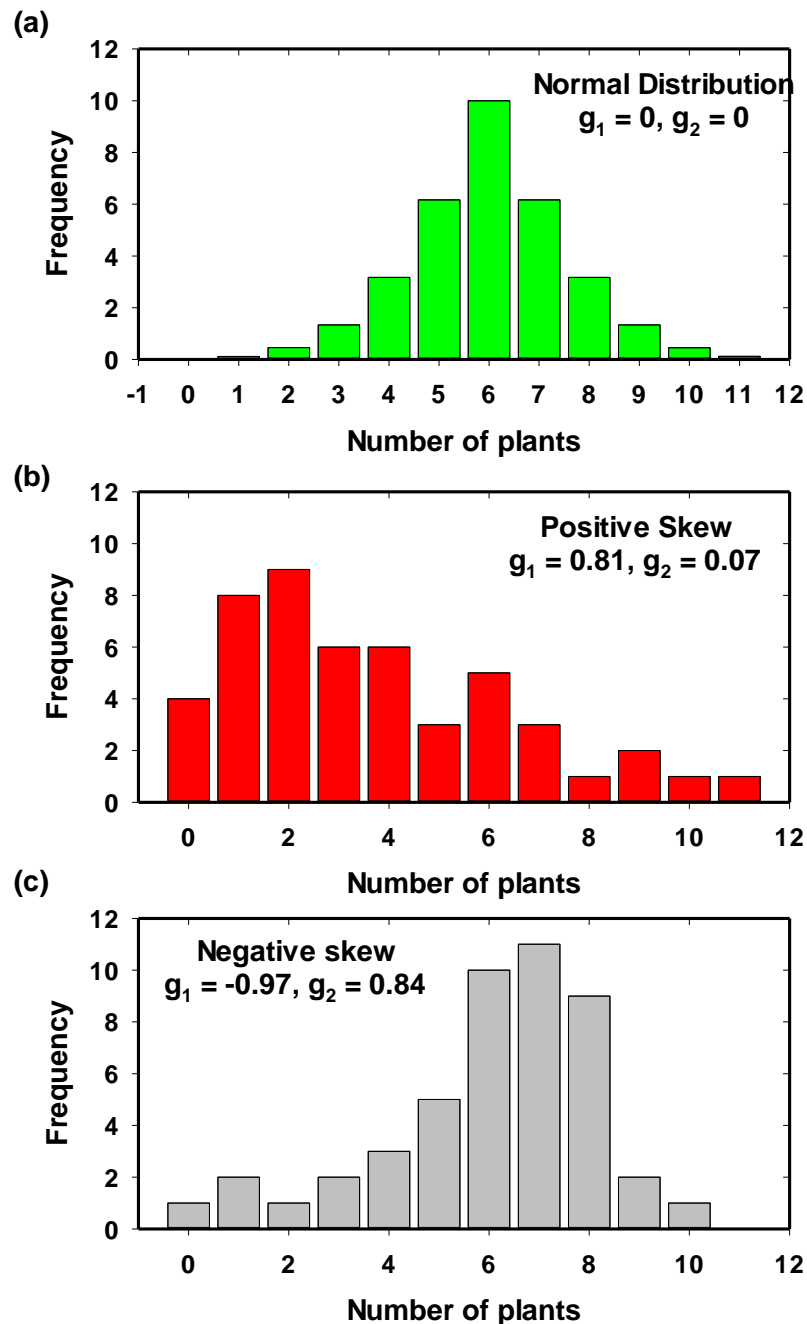 (a)
12
10
8
6
4
2
0
Frequency
Normal Distribution
g1 = 0, g2 = 0
-1 0 1 2 3 4 5 6 7 8 9 10 11 12
Number of plants
(b)
12
10
8
6
4
2
0
Frequency
Positive Skew
g1 = 0.81, g2 = 0.07
0 2 4 6 8 10 12
Number of plants
(c)
12
10
8
6
4
2
0
Frequency
Negative skew
g1 = -0.97, g2 = 0.84
0 2 4 6 8 10 12
Number of plants